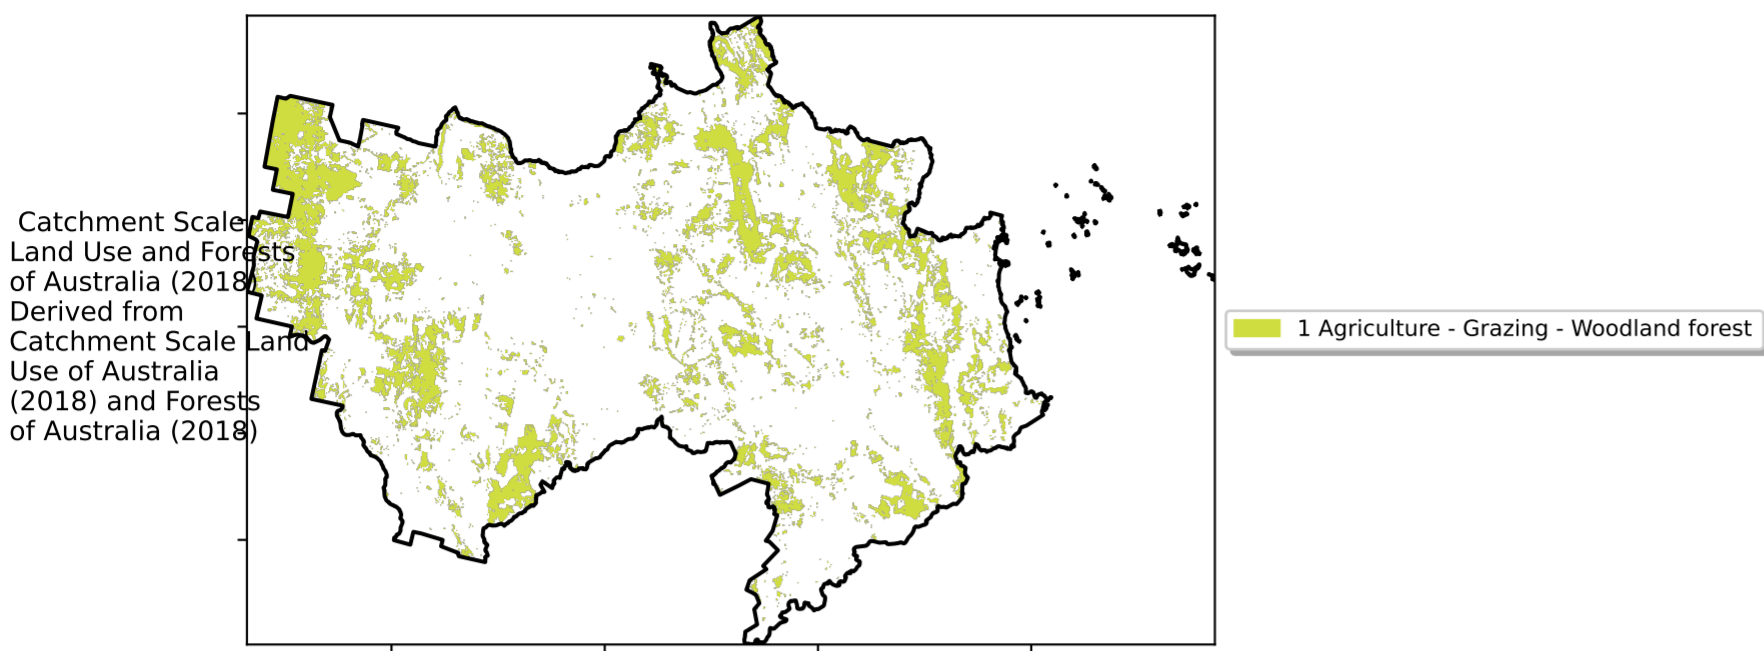 Catchment Scale
Land Use and Forests
of Australia (2018)
Derived from
Catchment Scale Land
Use of Australia
(2018) and Forests
of Australia (2018)
1 Agriculture - Grazing - Woodland forest